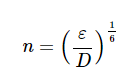 n = (ε/D)^{1/6}